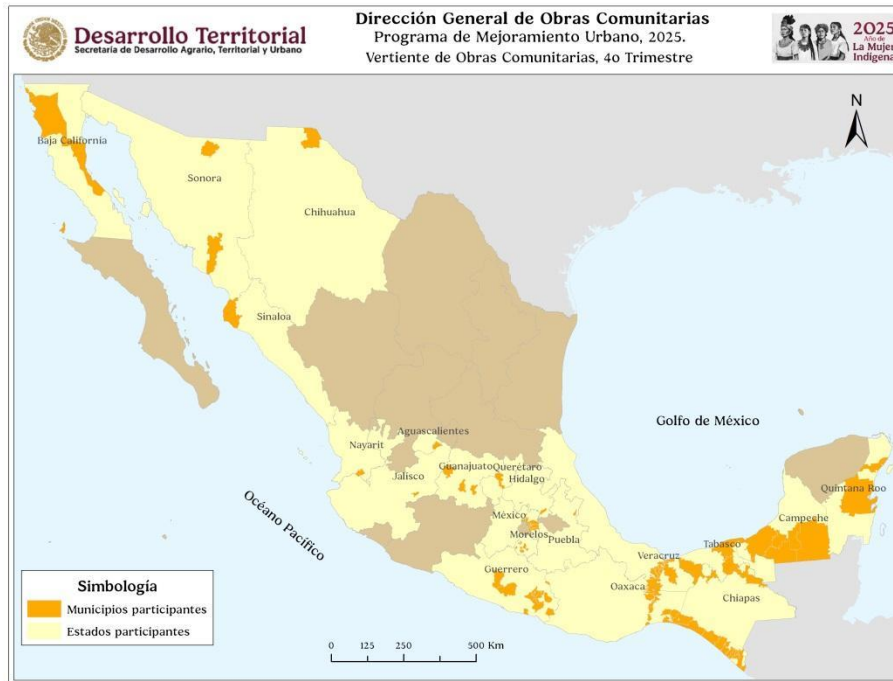 Desarrollo Territorial
Secretaría de Desarrollo Agrario, Territorial y Urbano
Dirección General de Obras Comunitarias
Programa de Mejoramiento Urbano, 2025.
Vertiente de Obras Comunitarias, 4o Trimestre
2025
Año de
La Mujer
Indígena
N
Baja California
Sonora
Chihuahua
Sinaloa
Golfo de México
Aguascalientes
Nayarit
Guanajuato
Querétaro
Jalisco
Hidalgo
Quintana Roo
Océano Pacífico
México
Campeche
Morelos
Puebla
Tabasco
Veracruz
Guerrero
Oaxaca
Chiapas
Simbología
Municipios participantes
Estados participantes
0 125 250 500 Km